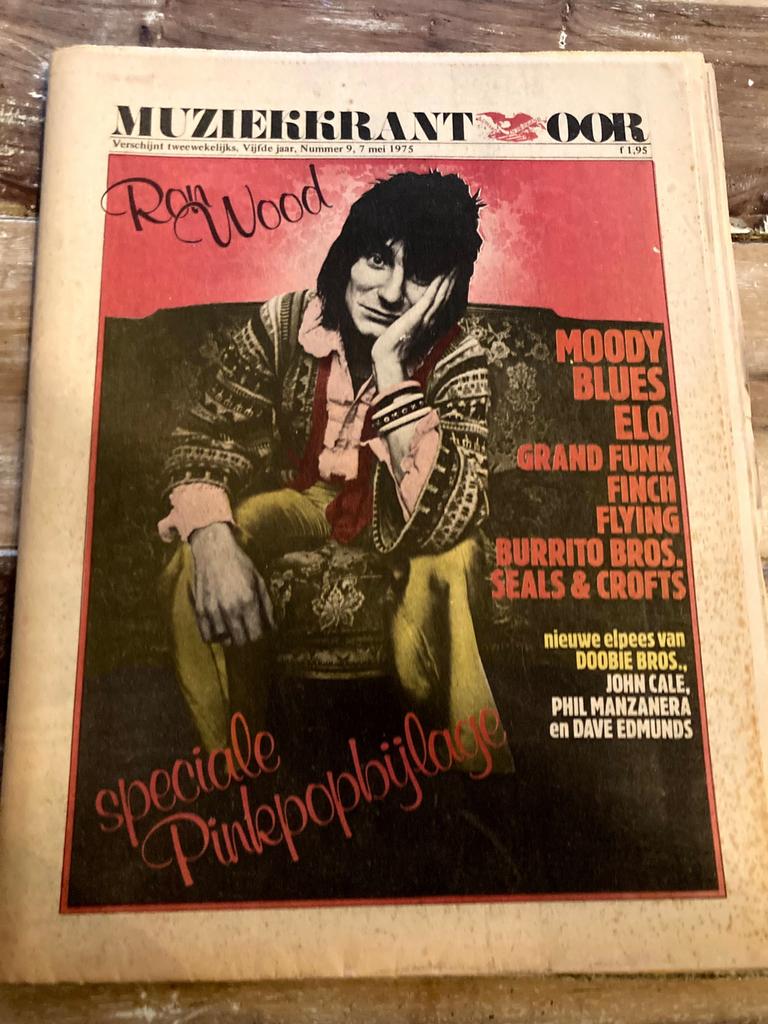 MUZIEKKRANT OOR
Verschijnt tweewekelijks, Vijfde jaar, Nummer 9, 7 mei 1975 f 1,95
Ron Wood
MOODY
BLUES
ELO
GRAND FUNK
FINCH
FLYING
BURRITO BROS.
SEALS & CROFTS
nieuwe elpees van
DOOBIE BROS.,
JOHN CALE,
PHIL MANZANERA
en DAVE EDMUNDS
speciale
Pinkpopbijlage